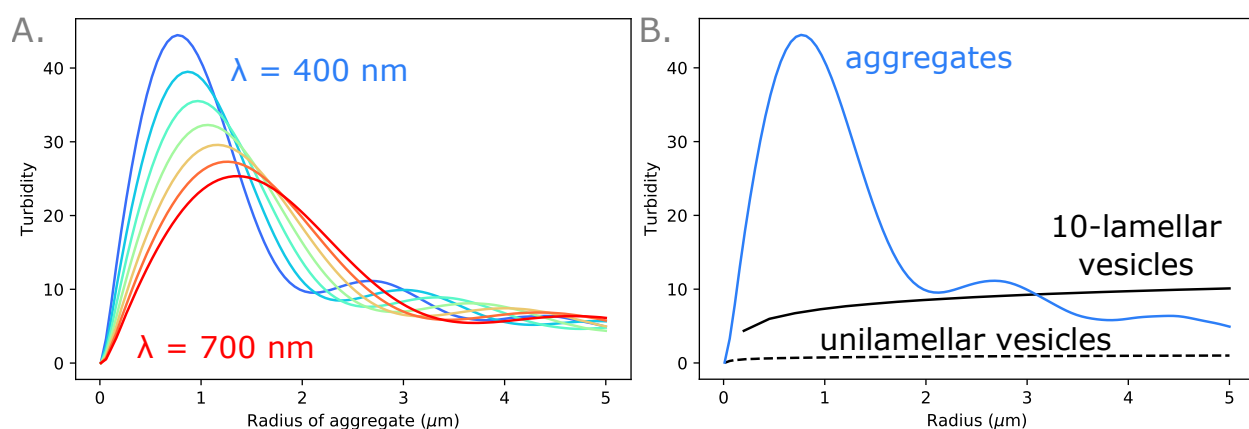 A.
Turbidity
40
30
20
10
0
λ = 400 nm
λ = 700 nm
0 1 2 3 4 5
Radius of aggregate (μm)
B.
Turbidity
40
30
20
10
0
aggregates
10-lamellar
vesicles
unilamellar vesicles
0 1 2 3 4 5
Radius (μm)